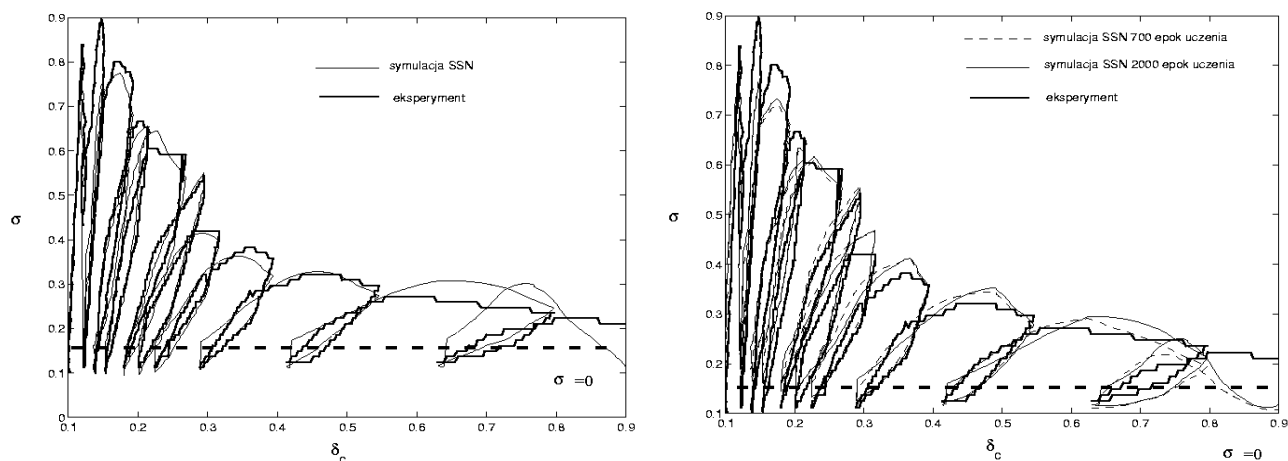 0.9
0.8
0.7
0.6
0.5
0.4
0.3
0.2
0.1
0
σ
symulacja SSN
eksperyment
σ =0
0.1 0.2 0.3 0.4 0.5 0.6 0.7 0.8 0.9
δc
0.9
0.8
0.7
0.6
0.5
0.4
0.3
0.2
0.1
σ
symulacja SSN 700 epok uczenia
symulacja SSN 2000 epok uczenia
eksperyment
0.1 0.2 0.3 0.4 0.5 0.6 0.7 0.8 0.9
δc
σ =0